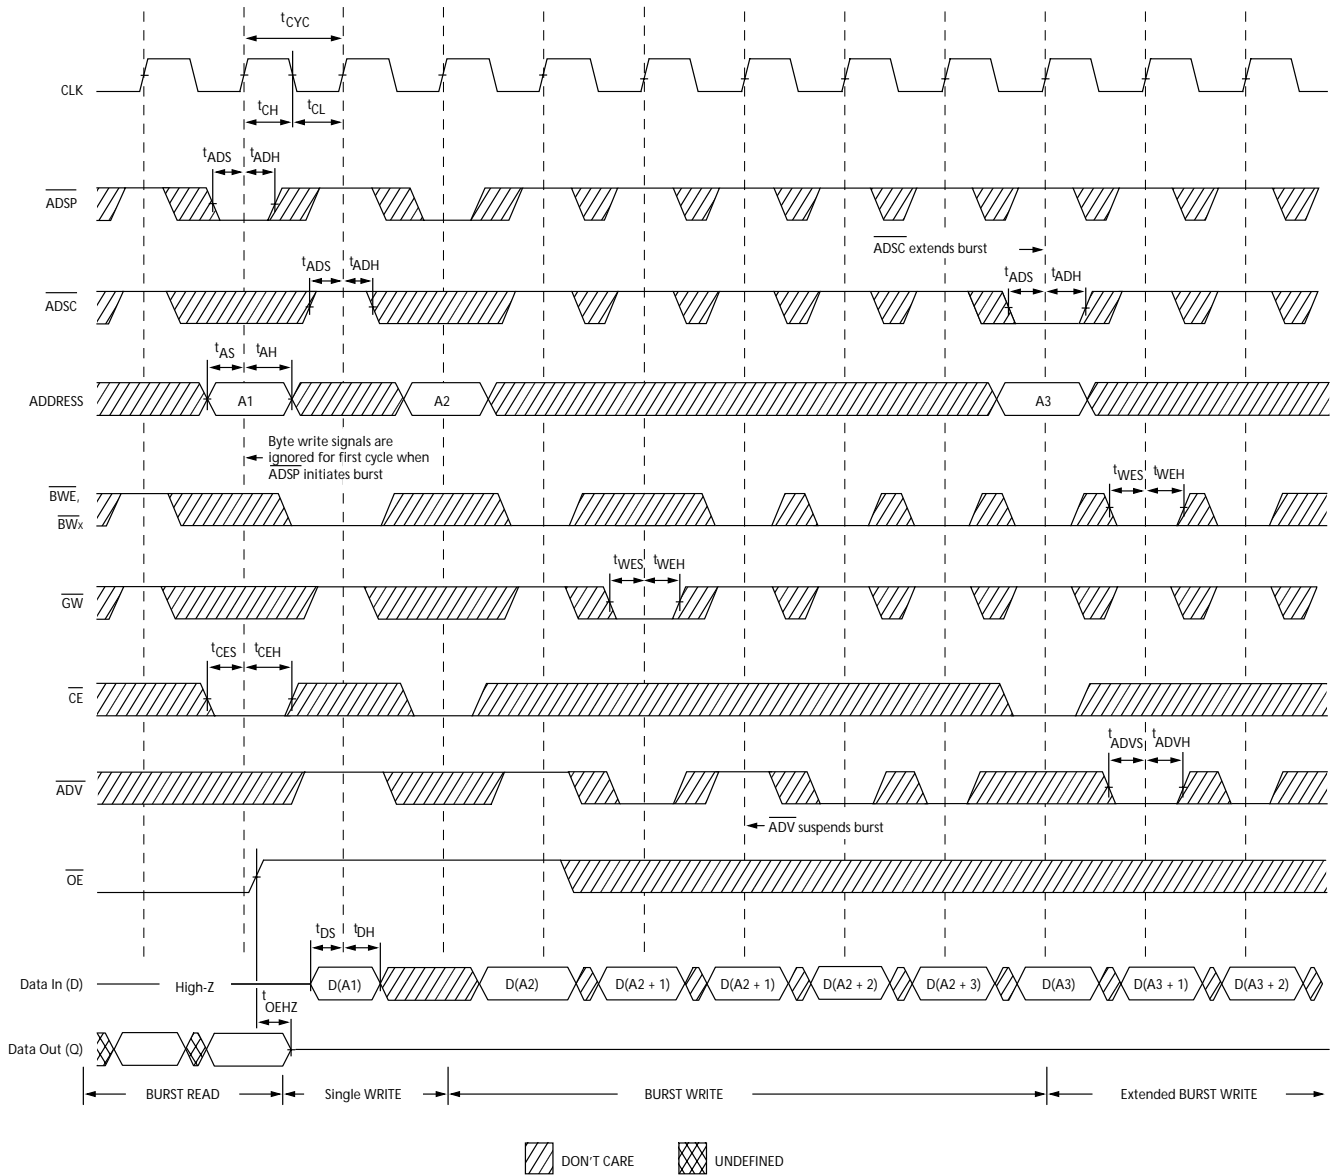 tCYC
CLK
tCH
tCL
tADS
tADH
ADSP
ADSC extends burst
tADS
tADH
tADS
tADH
ADSC
tAS
tAH
ADDRESS
A1
A2
A3
Byte write signals are
ignored for first cycle when
ADSP initiates burst
BWE,
BWx
tWES
tWEH
tWES
tWEH
GW
tCES
tCEH
CE
tADVS
tADVH
ADV
ADV suspends burst
OE
tDS
tDH
Data In (D)
High-Z
D(A1)
D(A2)
D(A2 + 1)
D(A2 + 1)
D(A2 + 2)
D(A2 + 3)
D(A3)
D(A3 + 1)
D(A3 + 2)
tOEHZ
Data Out (Q)
BURST READ
Single WRITE
BURST WRITE
Extended BURST WRITE
DON'T CARE
UNDEFINED